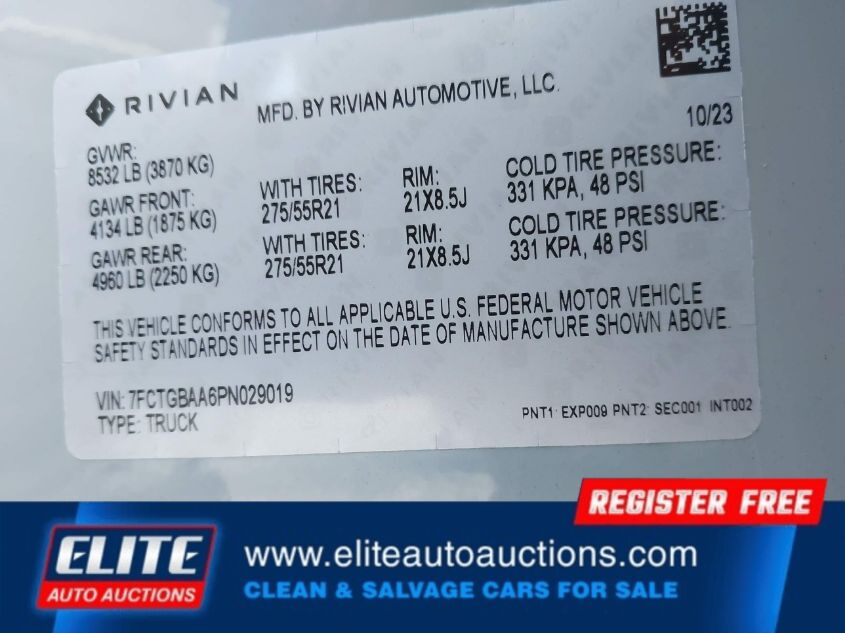 RIVIAN
MFD. BY RIVIAN AUTOMOTIVE, LLC.
10/23
GVWR:
8532 LB (3870 KG)
GAWR FRONT:
4134 LB (1875 KG)
WITH TIRES:
275/55R21
RIM:
21X8.5J
COLD TIRE PRESSURE:
331 KPA, 48 PSI
GAWR REAR:
4960 LB (2250 KG)
WITH TIRES:
275/55R21
RIM:
21X8.5J
COLD TIRE PRESSURE:
331 KPA, 48 PSI
THIS VEHICLE CONFORMS TO ALL APPLICABLE U.S. FEDERAL MOTOR VEHICLE
SAFETY STANDARDS IN EFFECT ON THE DATE OF MANUFACTURE SHOWN ABOVE.
VIN: 7FCTGBAA6PN029019
TYPE: TRUCK
PNT1: EXP009 PNT2: SEC001 INT002
REGISTER FREE
ELITE
AUTO AUCTIONS
www.eliteautoauctions.com
CLEAN & SALVAGE CARS FOR SALE